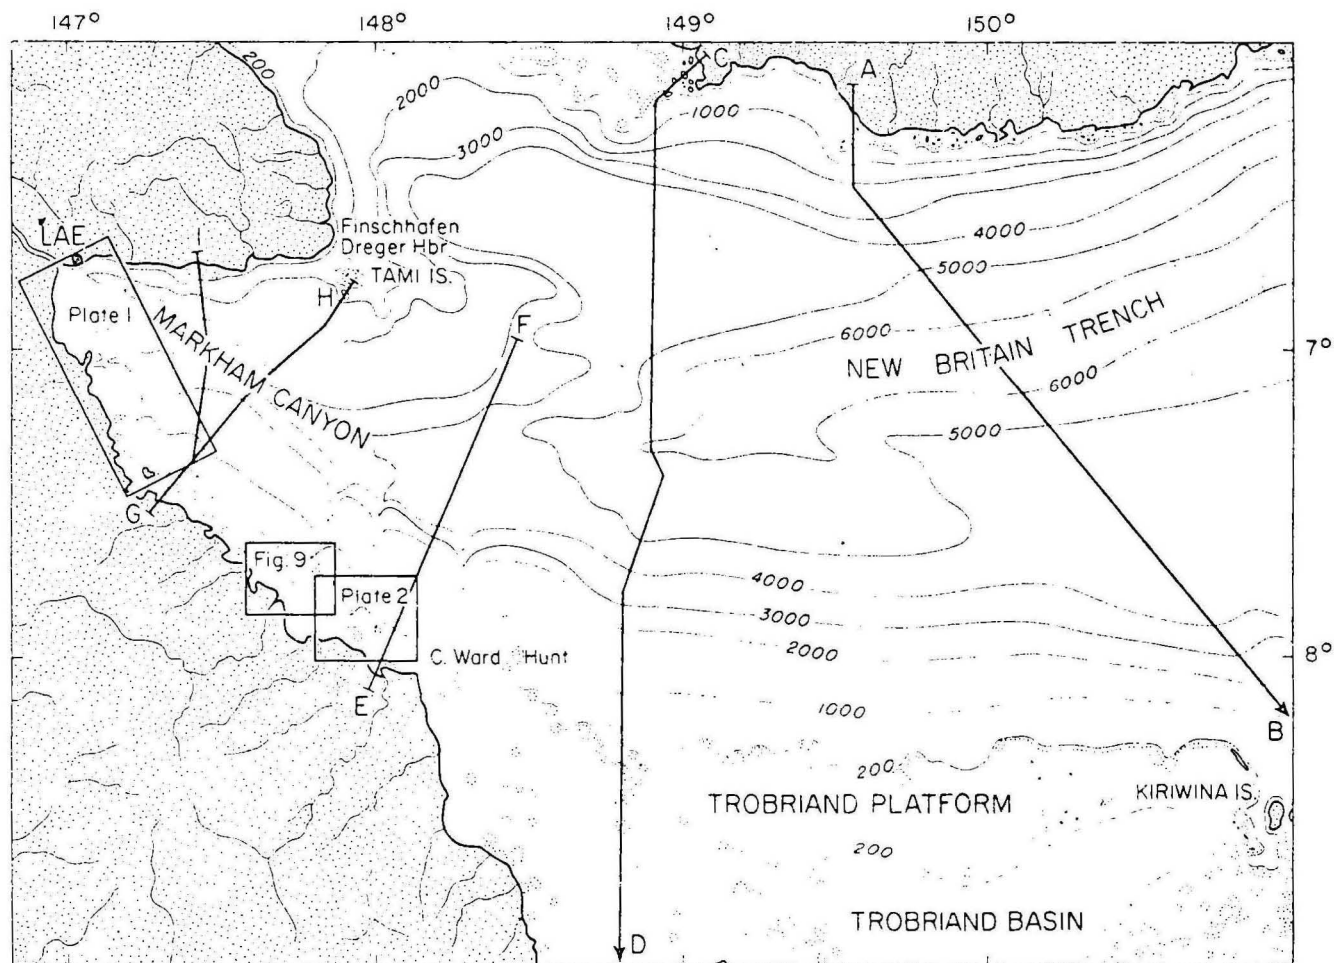 147° 148° 149° 150°
200
2000
3000
C
A
1000
4000
5000
Finschhafen
Dreger Hbr
TAMI IS.
LAE
H
Plate 1
MARKHAM CANYON
F
6000
NEW BRITAIN TRENCH
6000
5000
7°
G
Fig. 9
Plate 2
4000
3000
2000
C. Ward Hunt
8°
E
1000
B
200
TROBRIAND PLATFORM
KIRIWINA IS.
200
TROBRIAND BASIN
D